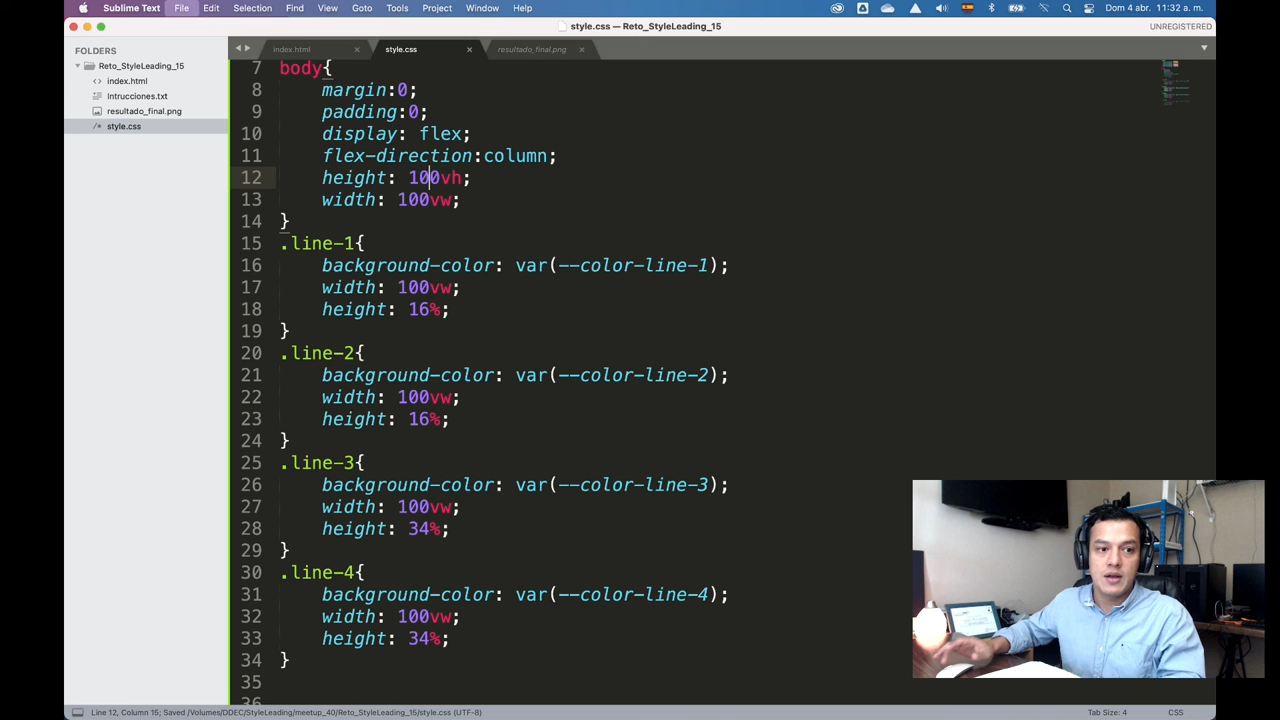 Sublime Text File Edit Selection Find View Goto Tools Project Window Help Dom 4 abr. 11:32 a. m.
style.css — Reto_StyleLeading_15 UNREGISTERED
FOLDERS
Reto_StyleLeading_15
index.html
Intrucciones.txt
resultado_final.png
style.css
index.html style.css resultado_final.png
7 body{
8 margin:0;
9 padding:0;
10 display: flex;
11 flex-direction:column;
12 height: 100vh;
13 width: 100vw;
14 }
15 .line-1{
16 background-color: var(--color-line-1);
17 width: 100vw;
18 height: 16%;
19 }
20 .line-2{
21 background-color: var(--color-line-2);
22 width: 100vw;
23 height: 16%;
24 }
25 .line-3{
26 background-color: var(--color-line-3);
27 width: 100vw;
28 height: 34%;
29 }
30 .line-4{
31 background-color: var(--color-line-4);
32 width: 100vw;
33 height: 34%;
34 }
35
36
Line 12, Column 15; Saved /Volumes/DDEC/StyleLeading/meetup_40/Reto_StyleLeading_15/style.css (UTF-8) Tab Size: 4 CSS